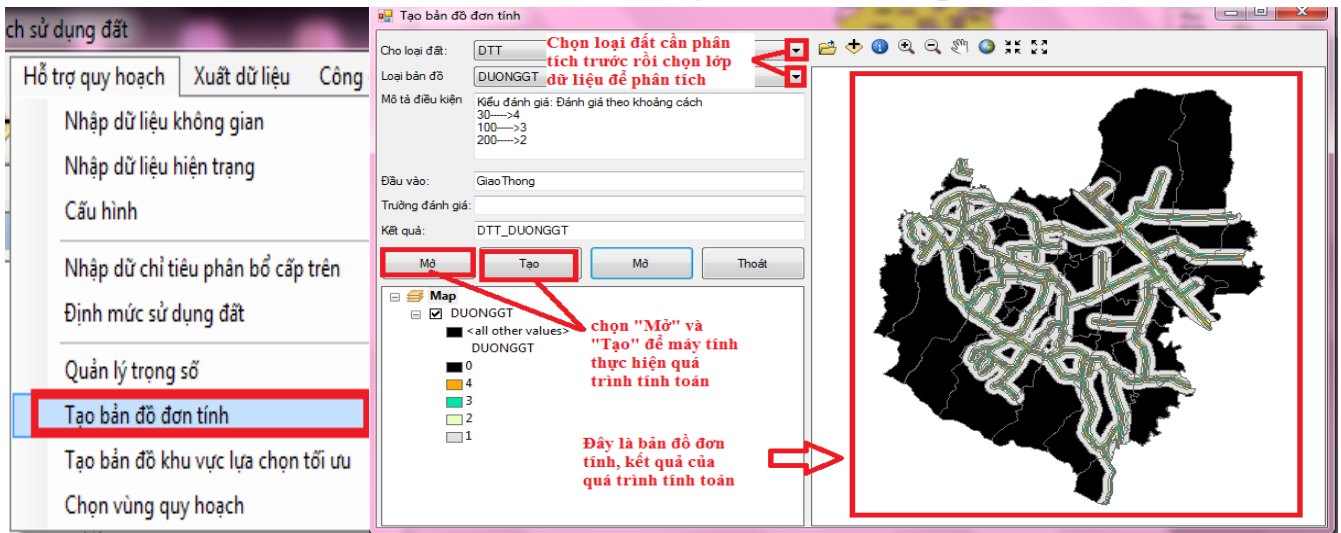 ch sử dụng đất
Hỗ trợ quy hoạch Xuất dữ liệu Công
Nhập dữ liệu không gian
Nhập dữ liệu hiện trạng
Cấu hình
Nhập dữ chỉ tiêu phân bổ cấp trên
Định mức sử dụng đất
Quản lý trọng số
Tạo bản đồ đơn tính
Tạo bản đồ khu vực lựa chọn tối ưu
Chọn vùng quy hoạch
Tạo bản đồ đơn tính
Cho loại đất: DTT
Loại bản đồ DUONGGT
Chọn loại đất cần phân
tích trước rồi chọn lớp
dữ liệu để phân tích
Mô tả điều kiện
Kiểu đánh giá: Đánh giá theo khoảng cách
30---->4
100---->3
200---->2
Đầu vào: GiaoThong
Trường đánh giá:
Kết quả: DTT_DUONGGT
Mở Tạo Mở Thoát
Map
DUONGGT
<all other values>
DUONGGT
0
4
3
2
1
chọn "Mở" và
"Tạo" để máy tính
thực hiện quá
trình tính toán
Đây là bản đồ đơn
tính, kết quả của
quá trình tính toán